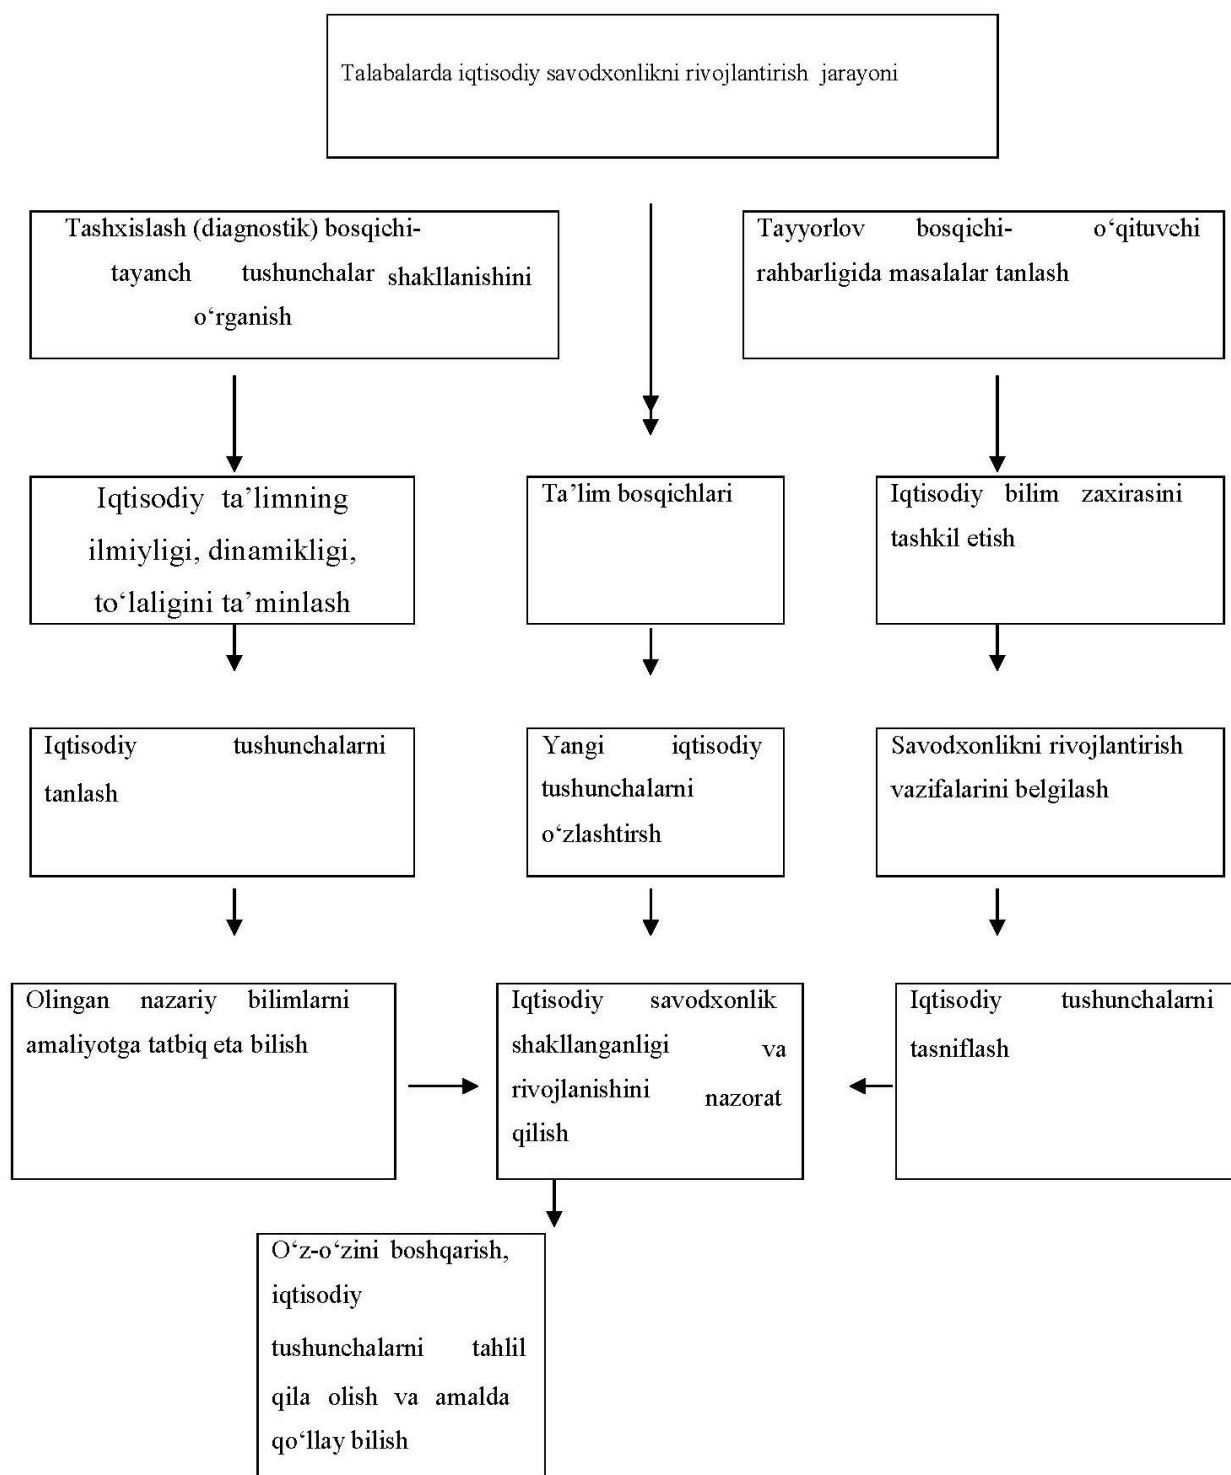 Talabalarda iqtisodiy savodxonlikni rivojlantirish jarayoni
Tashxislash (diagnostik) bosqichi-
tayanch tushunchalar shakllanishini
o‘rganish
Tayyorlov bosqichi- o‘qituvchi
rahbarligida masalalar tanlash
Iqtisodiy ta’limning
ilmiyligi, dinamikligi,
to‘laligini ta’minlash
Ta’lim bosqichlari
Iqtisodiy bilim zaxirasini
tashkil etish
Iqtisodiy tushunchalarni
tanlash
Yangi iqtisodiy
tushunchalarni
o‘zlashtirsh
Savodxonlikni rivojlantirish
vazifalarini belgilash
Olingan nazariy bilimlarni
amaliyotga tatbiq eta bilish
Iqtisodiy savodxonlik
shakllanganligi va
rivojlanishini nazorat
qilish
Iqtisodiy tushunchalarni
tasniflash
O‘z-o‘zini boshqarish,
iqtisodiy
tushunchalarni tahlil
qila olish va amalda
qo‘llay bilish